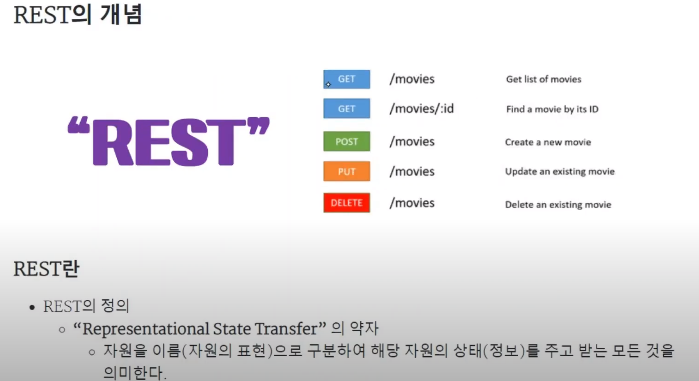 REST의 개념
“REST”
GET /movies Get list of movies
GET /movies/:id Find a movie by its ID
POST /movies Create a new movie
PUT /movies Update an existing movie
DELETE /movies Delete an existing movie
REST란
REST의 정의
“Representational State Transfer” 의 약자
자원을 이름(자원의 표현)으로 구분하여 해당 자원의 상태(정보)를 주고 받는 모든 것을
의미한다.